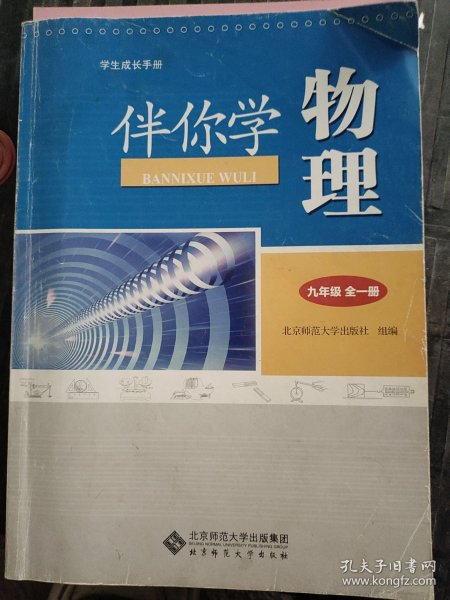 学生成长手册
伴你学
物理
BANNIXUE WULI
九年级 全一册
北京师范大学出版社 组编
北京师范大学出版集团
BEIJING NORMAL UNIVERSITY PUBLISHING GROUP
北京师范大学出版社
孔夫子旧书网
www.kongfz.com